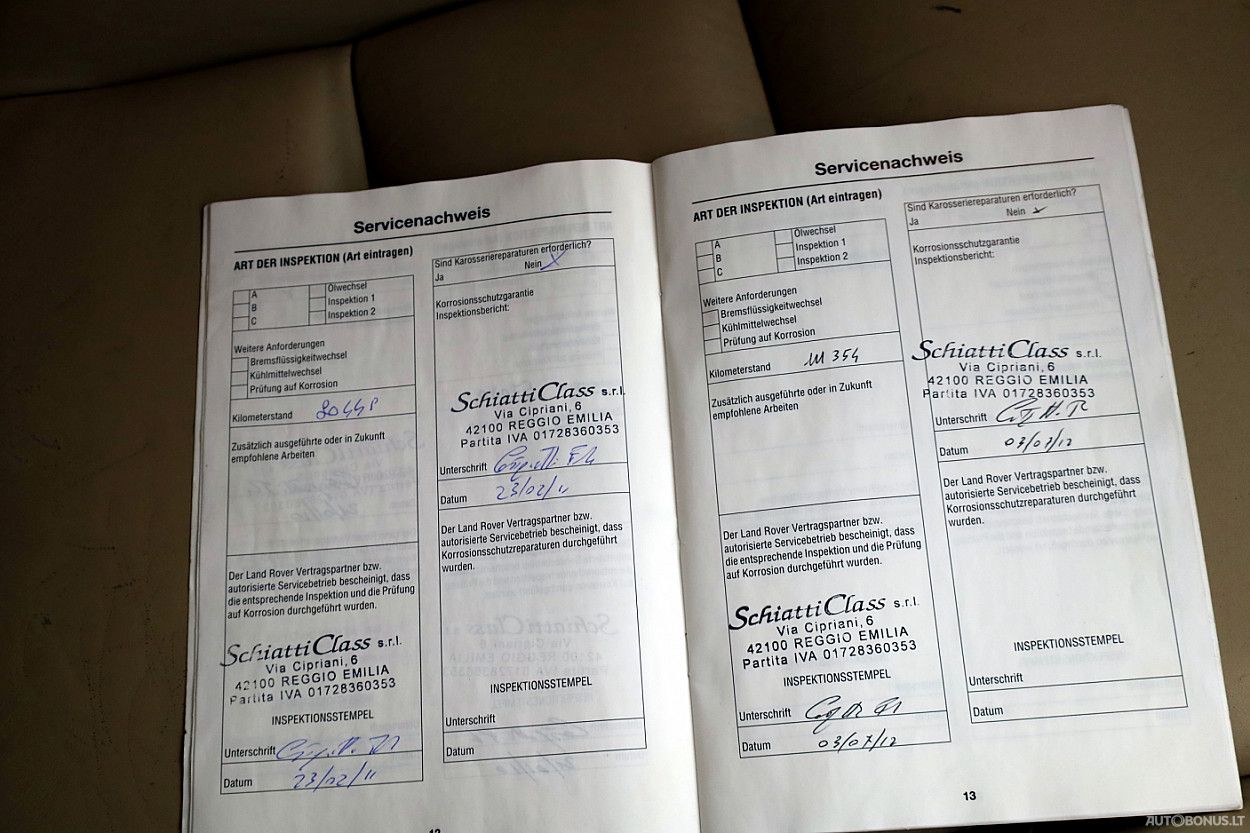 Servicenachweis
ART DER INSPEKTION (Art eintragen)
A
B
C
Ölwechsel
Inspektion 1
Inspektion 2
Weitere Anforderungen
Bremsflüssigkeitwechsel
Kühlmittelwechsel
Prüfung auf Korrosion
Kilometerstand
Zusätzlich ausgeführte oder in Zukunft
empfohlene Arbeiten
Der Land Rover Vertragspartner bzw.
autorisierte Servicebetrieb bescheinigt, dass
die entsprechende Inspektion und die Prüfung
auf Korrosion durchgeführt wurden.
SchiattiClass s.r.l.
Via Cipriani, 6
42100 REGGIO EMILIA
Partita IVA 01728360353
INSPEKTIONSSTEMPEL
Unterschrift
Datum 23/02/11
Sind Karosseriereparaturen erforderlich?
Ja Nein
Korrosionsschutzgarantie
Inspektionsbericht:
SchiattiClass s.r.l.
Via Cipriani, 6
42100 REGGIO EMILIA
Partita IVA 01728360353
Unterschrift
Datum 23/02/11
Der Land Rover Vertragspartner bzw.
autorisierte Servicebetrieb bescheinigt, dass
Korrosionsschutzreparaturen durchgeführt
wurden.
INSPEKTIONSSTEMPEL
Unterschrift
Datum
Servicenachweis
ART DER INSPEKTION (Art eintragen)
A
B
C
Ölwechsel
Inspektion 1
Inspektion 2
Weitere Anforderungen
Bremsflüssigkeitwechsel
Kühlmittelwechsel
Prüfung auf Korrosion
Kilometerstand
Zusätzlich ausgeführte oder in Zukunft
empfohlene Arbeiten
Der Land Rover Vertragspartner bzw.
autorisierte Servicebetrieb bescheinigt, dass
die entsprechende Inspektion und die Prüfung
auf Korrosion durchgeführt wurden.
SchiattiClass s.r.l.
Via Cipriani, 6
42100 REGGIO EMILIA
Partita IVA 01728360353
INSPEKTIONSSTEMPEL
Unterschrift
Datum 03/07/12
Sind Karosseriereparaturen erforderlich?
Ja Nein
Korrosionsschutzgarantie
Inspektionsbericht:
SchiattiClass s.r.l.
Via Cipriani, 6
42100 REGGIO EMILIA
Partita IVA 01728360353
Unterschrift
Datum 03/07/12
Der Land Rover Vertragspartner bzw.
autorisierte Servicebetrieb bescheinigt, dass
Korrosionsschutzreparaturen durchgeführt
wurden.
INSPEKTIONSSTEMPEL
Unterschrift
Datum
13
AUTOBONUS.LT